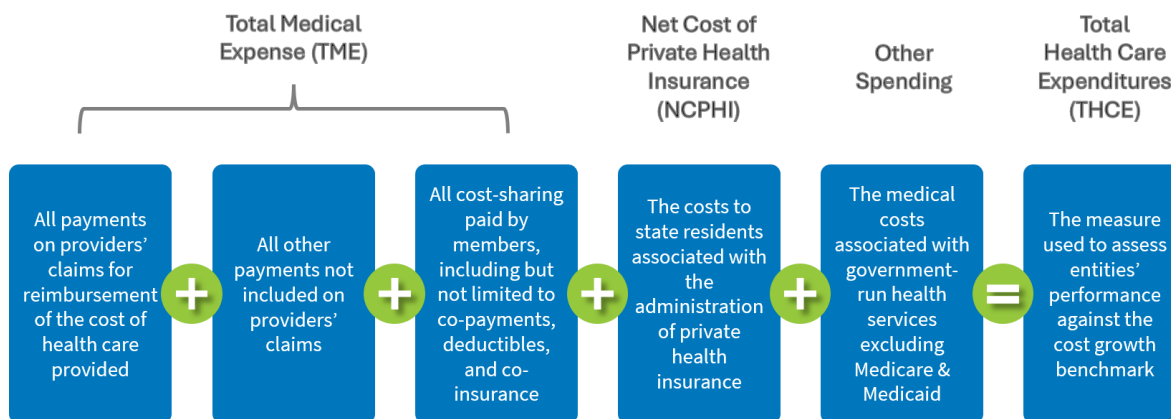 Total Medical
Expense (TME)
Net Cost of
Private Health
Insurance
(NCPHI)
Other
Spending
Total
Health Care
Expenditures
(THCE)
All payments
on providers’
claims for
reimbursement
of the cost of
health care
provided
+
All other
payments not
included on
providers’
claims
+
All cost-sharing
paid by
members,
including but
not limited to
co-payments,
deductibles,
and co-
insurance
+
The costs to
state residents
associated with
the
administration
of private
health
insurance
+
The medical
costs
associated with
government-
run health
services
excluding
Medicare &
Medicaid
=
The measure
used to assess
entities’
performance
against the
cost growth
benchmark